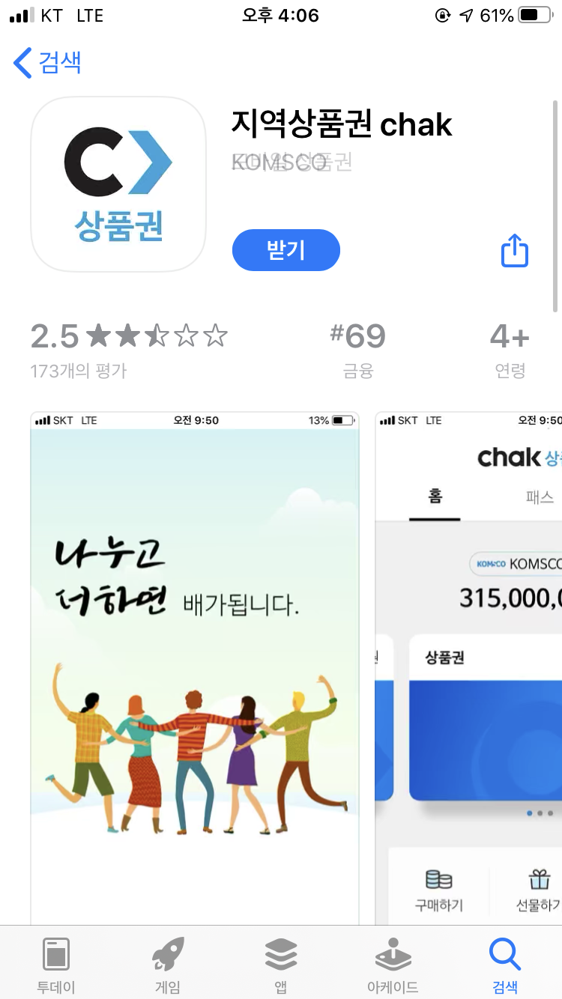 KT LTE 오후 4:06 61%
검색
C
상품권
지역상품권 chak
KOMSCO
받기
2.5 #69 4+
173개의 평가 금융 연령
SKT LTE 오전 9:50 13%
나누고
더하면 배가됩니다.
SKT LTE 오전 9:50
chak
홈 패스
KOMSCO KOMSCO
315,000,
상품권
구매하기 선물하기
투데이 게임 앱 아케이드 검색